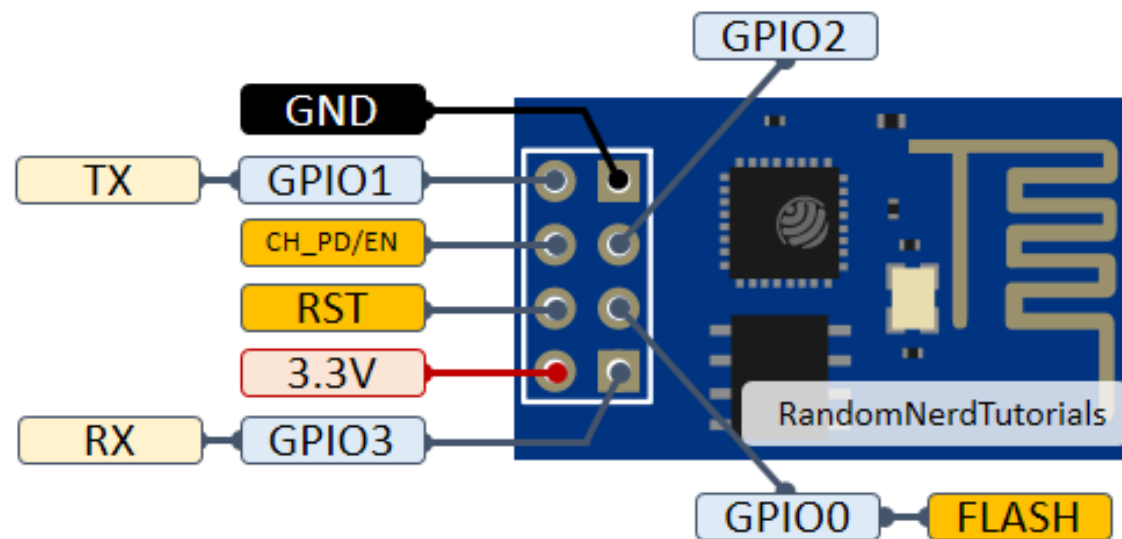 GPIO2
GND
TX GPIO1
CH_PD/EN
RST
3.3V
RandomNerdTutorials
RX GPIO3
GPIO0 FLASH